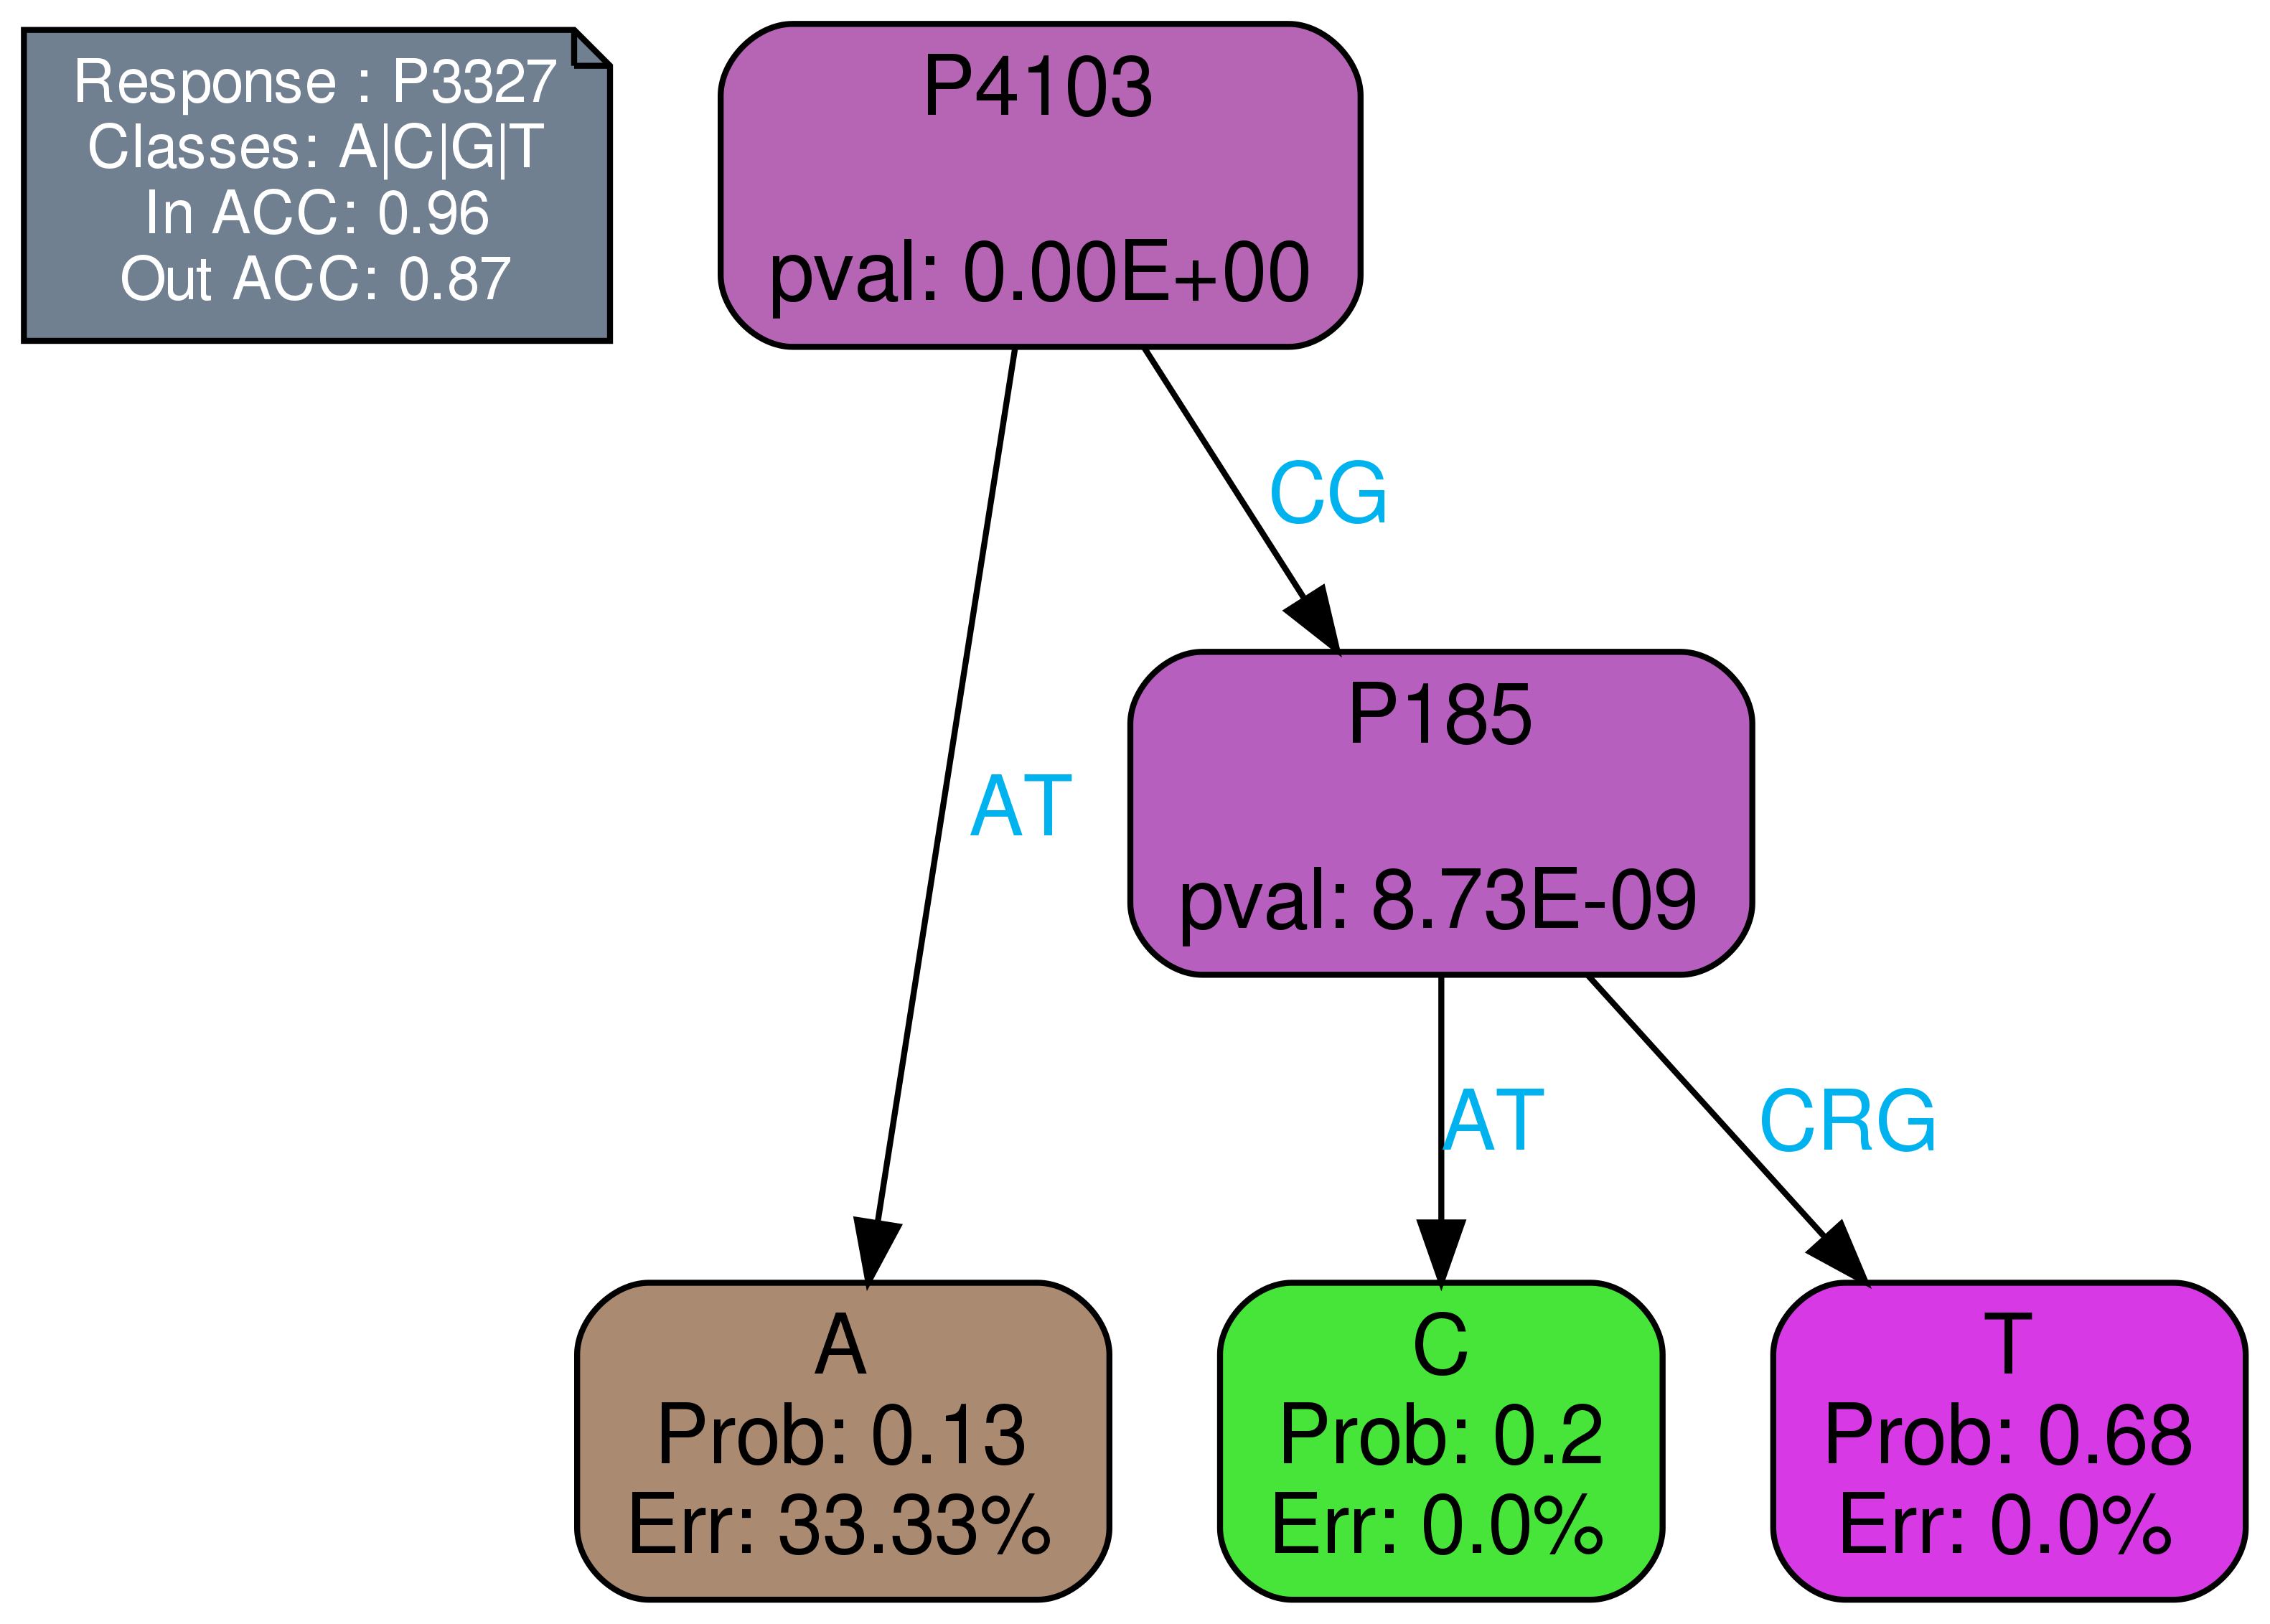 Response : P3327
Classes: A|C|G|T
In ACC: 0.96
Out ACC: 0.87
P4103
pval: 0.00E+00
CG
P185
pval: 8.73E-09
AT
AT
CRG
A
Prob: 0.13
Err: 33.33%
C
Prob: 0.2
Err: 0.0%
T
Prob: 0.68
Err: 0.0%